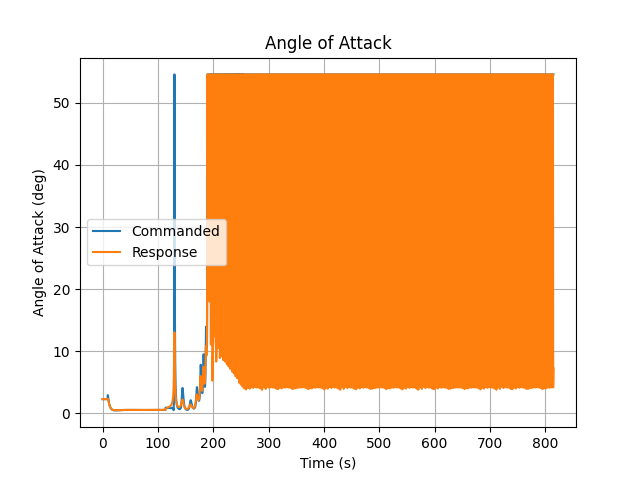 Angle of Attack
Angle of Attack (deg)
50
40
30
20
10
0
Commanded
Response
0 100 200 300 400 500 600 700 800
Time (s)